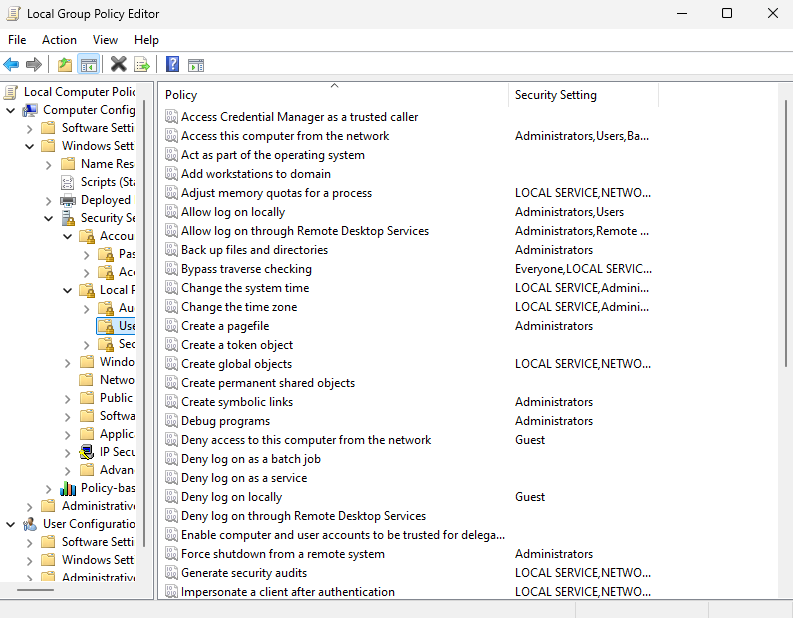 Local Group Policy Editor
File Action View Help
Local Computer Polic
Computer Config
Software Setti
Windows Sett
Name Res
Scripts (Sta
Deployed
Security Se
Accou
Pas
Acc
Local P
Au
Use
Sec
Windo
Netwo
Public
Softwa
Applic
IP Secu
Advan
Policy-bas
Administrative
User Configuratio
Software Setti
Windows Sett
Administrative
Policy Security Setting
Access Credential Manager as a trusted caller
Access this computer from the network Administrators,Users,Ba...
Act as part of the operating system
Add workstations to domain
Adjust memory quotas for a process LOCAL SERVICE,NETWO...
Allow log on locally Administrators,Users
Allow log on through Remote Desktop Services Administrators,Remote ...
Back up files and directories Administrators
Bypass traverse checking Everyone,LOCAL SERVIC...
Change the system time LOCAL SERVICE,Admini...
Change the time zone LOCAL SERVICE,Admini...
Create a pagefile Administrators
Create a token object
Create global objects LOCAL SERVICE,NETWO...
Create permanent shared objects
Create symbolic links Administrators
Debug programs Administrators
Deny access to this computer from the network Guest
Deny log on as a batch job
Deny log on as a service
Deny log on locally Guest
Deny log on through Remote Desktop Services
Enable computer and user accounts to be trusted for delega...
Force shutdown from a remote system Administrators
Generate security audits LOCAL SERVICE,NETWO...
Impersonate a client after authentication LOCAL SERVICE,NETWO...